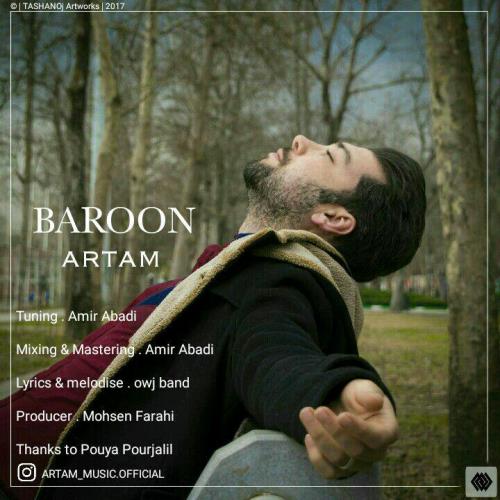 © | TASHANOj Artworks | 2017
BAROON
ARTAM
Tuning . Amir Abadi
Mixing & Mastering . Amir Abadi
Lyrics & melodise . owj band
Producer . Mohsen Farahi
Thanks to Pouya Pourjalil
ARTAM_MUSIC.OFFICIAL